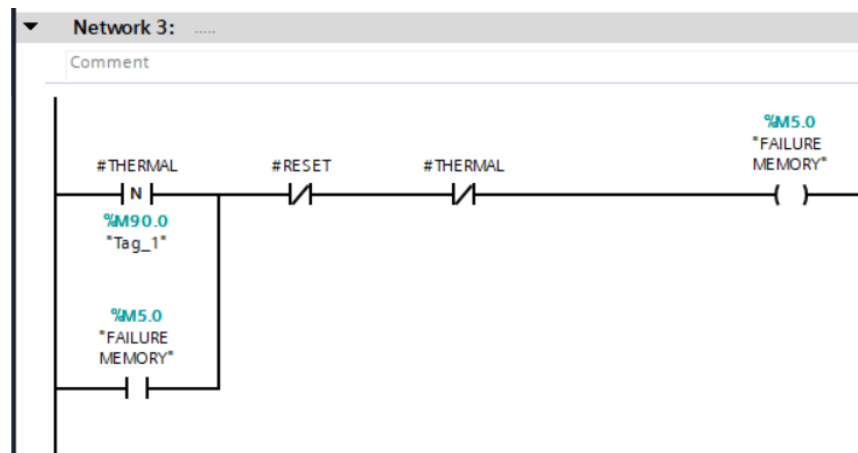 Network 3: .....
Comment
%M5.0
"FAILURE
MEMORY"
#THERMAL
#RESET
#THERMAL
N
%M90.0
"Tag_1"
%M5.0
"FAILURE
MEMORY"